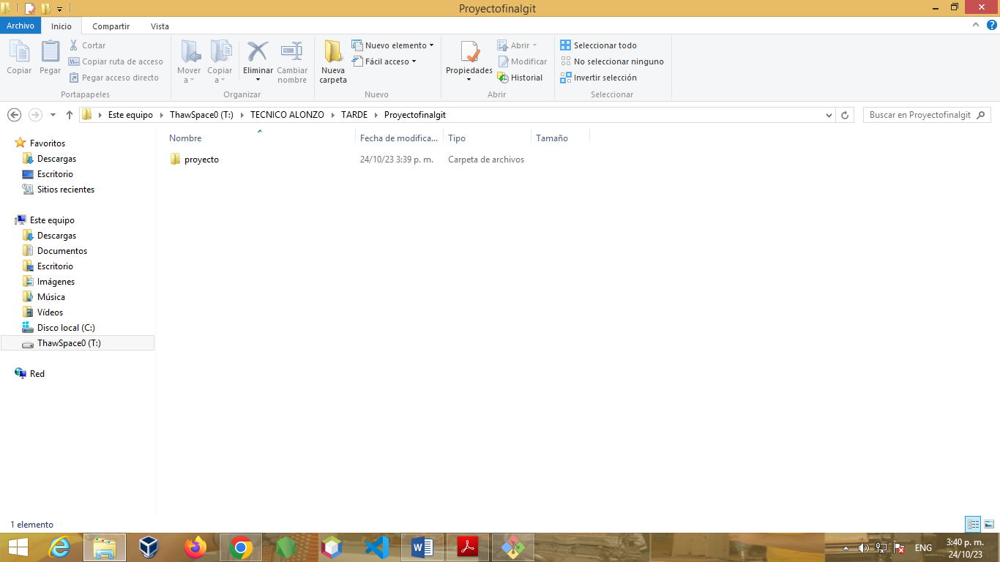 Proyectofinalgit
Archivo Inicio Compartir Vista
Copiar
Pegar
Cortar
Copiar ruta de acceso
Pegar acceso directo
Portapapeles
Mover a
Copiar a
Eliminar
Cambiar nombre
Organizar
Nueva carpeta
Nuevo elemento
Fácil acceso
Nuevo
Propiedades
Abrir
Modificar
Historial
Abrir
Seleccionar todo
No seleccionar ninguno
Invertir selección
Seleccionar
Este equipo ThawSpace0 (T:) TECNICO ALONZO TARDE Proyectofinalgit
Buscar en Proyectofinalgit
Favoritos
Descargas
Escritorio
Sitios recientes
Este equipo
Descargas
Documentos
Escritorio
Imágenes
Música
Vídeos
Disco local (C:)
ThawSpace0 (T:)
Red
Nombre Fecha de modifica... Tipo Tamaño
proyecto 24/10/23 3:39 p. m. Carpeta de archivos
1 elemento
ENG
3:40 p. m.
24/10/23